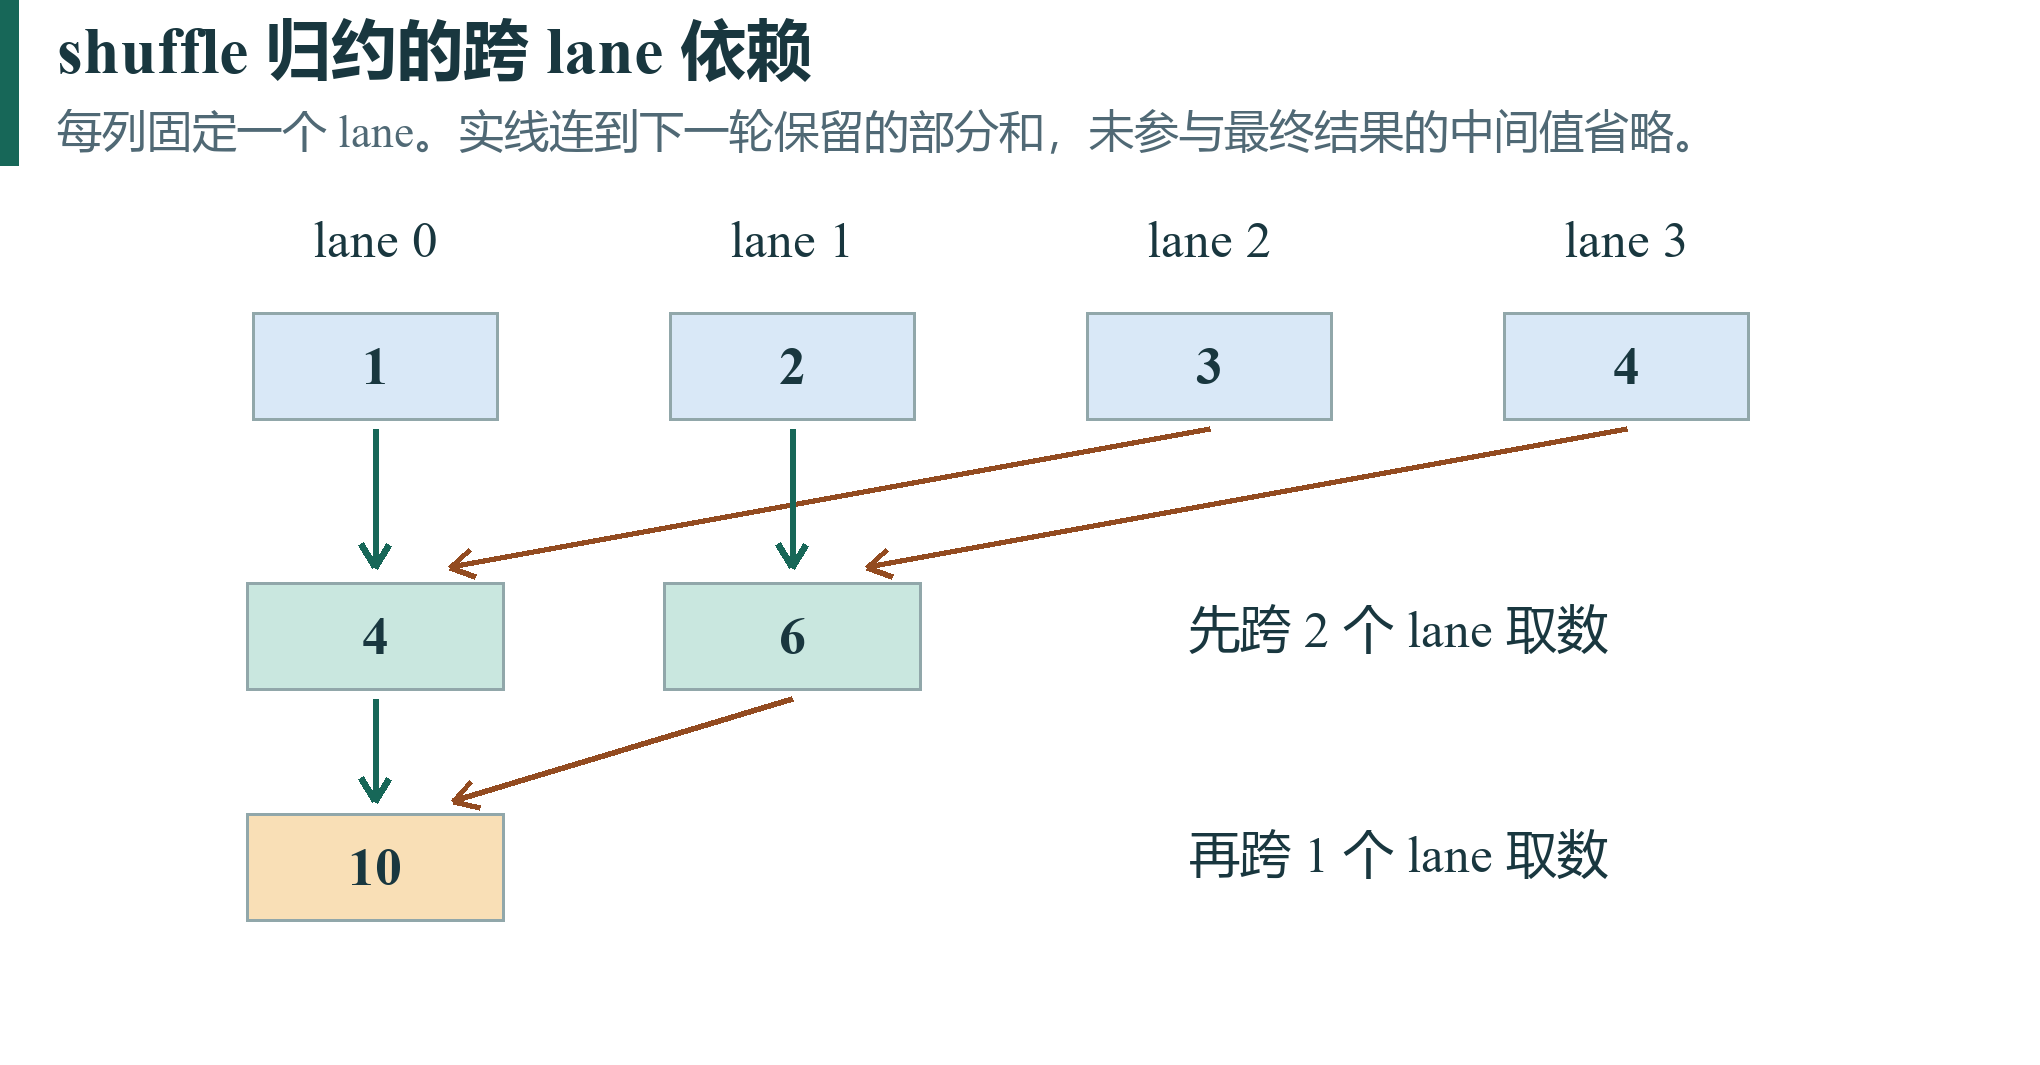 shuffle 归约的跨 lane 依赖
每列固定一个 lane。实线连到下一轮保留的部分和，未参与最终结果的中间值省略。
lane 0 lane 1 lane 2 lane 3
1 2 3 4
4 6 先跨 2 个 lane 取数
10 再跨 1 个 lane 取数